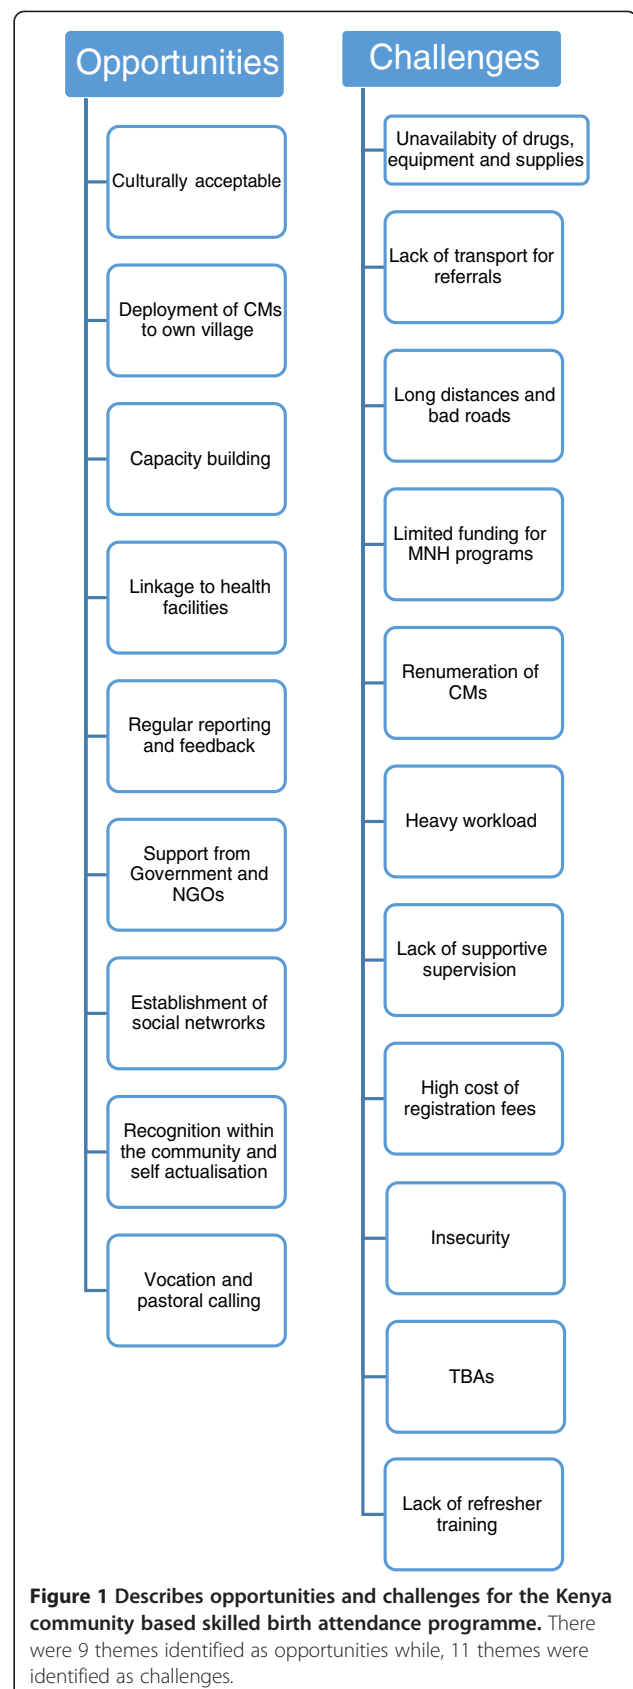 Opportunities
Culturally acceptable
Deployment of CMs
to own village
Capacity building
Linkage to health
facilities
Regular reporting
and feedback
Support from
Government and
NGOs
Establishment of
social networoks
Recognition within
the community and
self actualisation
Vocation and
pastoral calling
Challenges
Unavailabity of drugs,
equipment and supplies
Lack of transport for
referrals
Long distances and
bad roads
Limited funding for
MNH programs
Renumeration of
CMs
Heavy workload
Lack of supportive
supervision
High cost of
registration fees
Insecurity
TBAs
Lack of refresher
training
Figure 1 Describes opportunities and challenges for the Kenya
community based skilled birth attendance programme. There
were 9 themes identified as opportunities while, 11 themes were
identified as challenges.